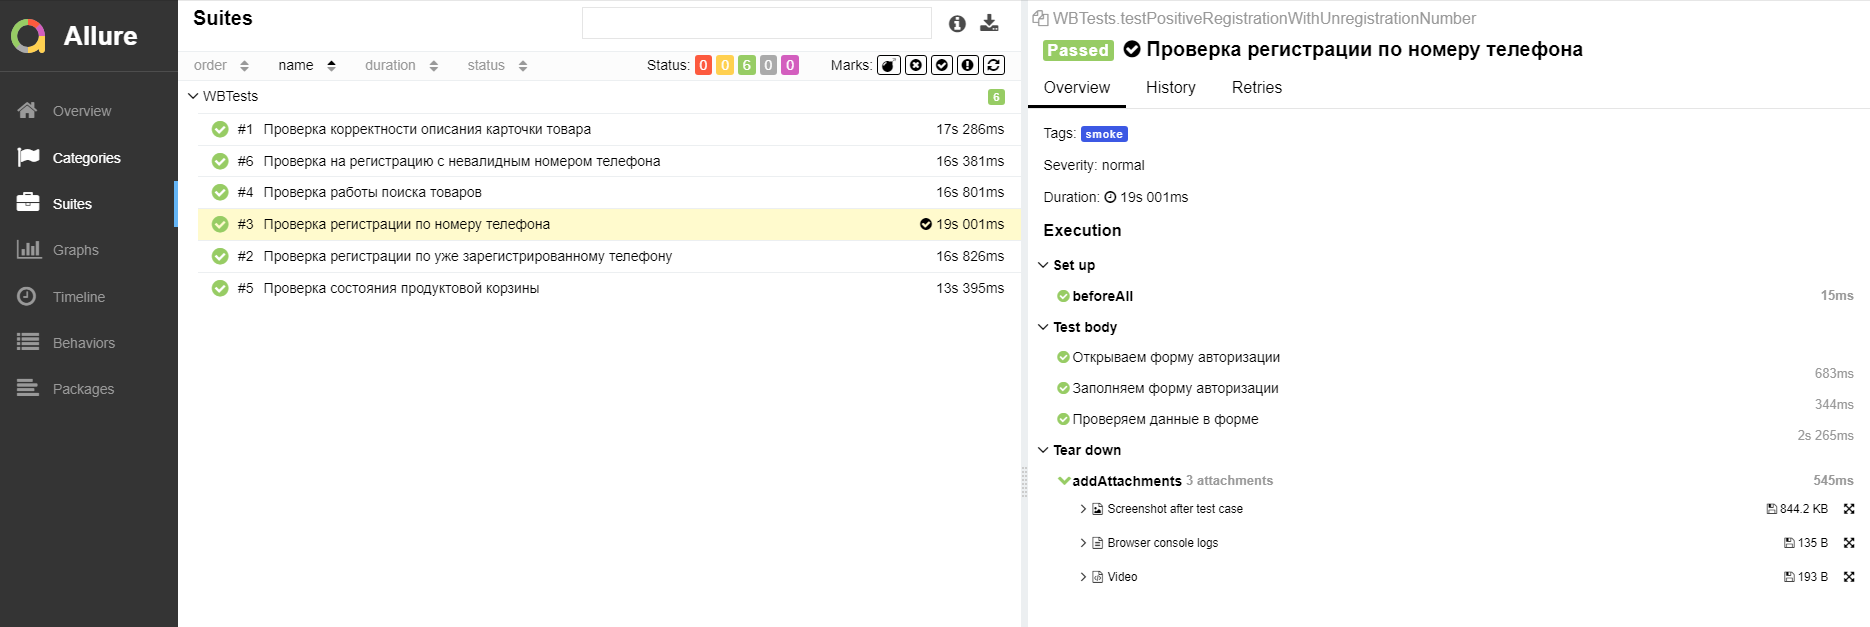 Allure
Overview
Categories
Suites
Graphs
Timeline
Behaviors
Packages
Suites
order name duration status Status: 0 0 6 0 0 Marks:
WBTests 6
#1 Проверка корректности описания карточки товара 17s 286ms
#6 Проверка на регистрацию с невалидным номером телефона 16s 381ms
#4 Проверка работы поиска товаров 16s 801ms
#3 Проверка регистрации по номеру телефона 19s 001ms
#2 Проверка регистрации по уже зарегистрированному телефону 16s 826ms
#5 Проверка состояния продуктовой корзины 13s 395ms
WBTests.testPositiveRegistrationWithUnregistrationNumber
Passed Проверка регистрации по номеру телефона
Overview History Retries
Tags: smoke
Severity: normal
Duration: 19s 001ms
Execution
Set up
beforeAll 15ms
Test body
Открываем форму авторизации 683ms
Заполняем форму авторизации 344ms
Проверяем данные в форме 2s 265ms
Tear down
addAttachments 3 attachments 545ms
Screenshot after test case 844.2 KB
Browser console logs 135 B
Video 193 B